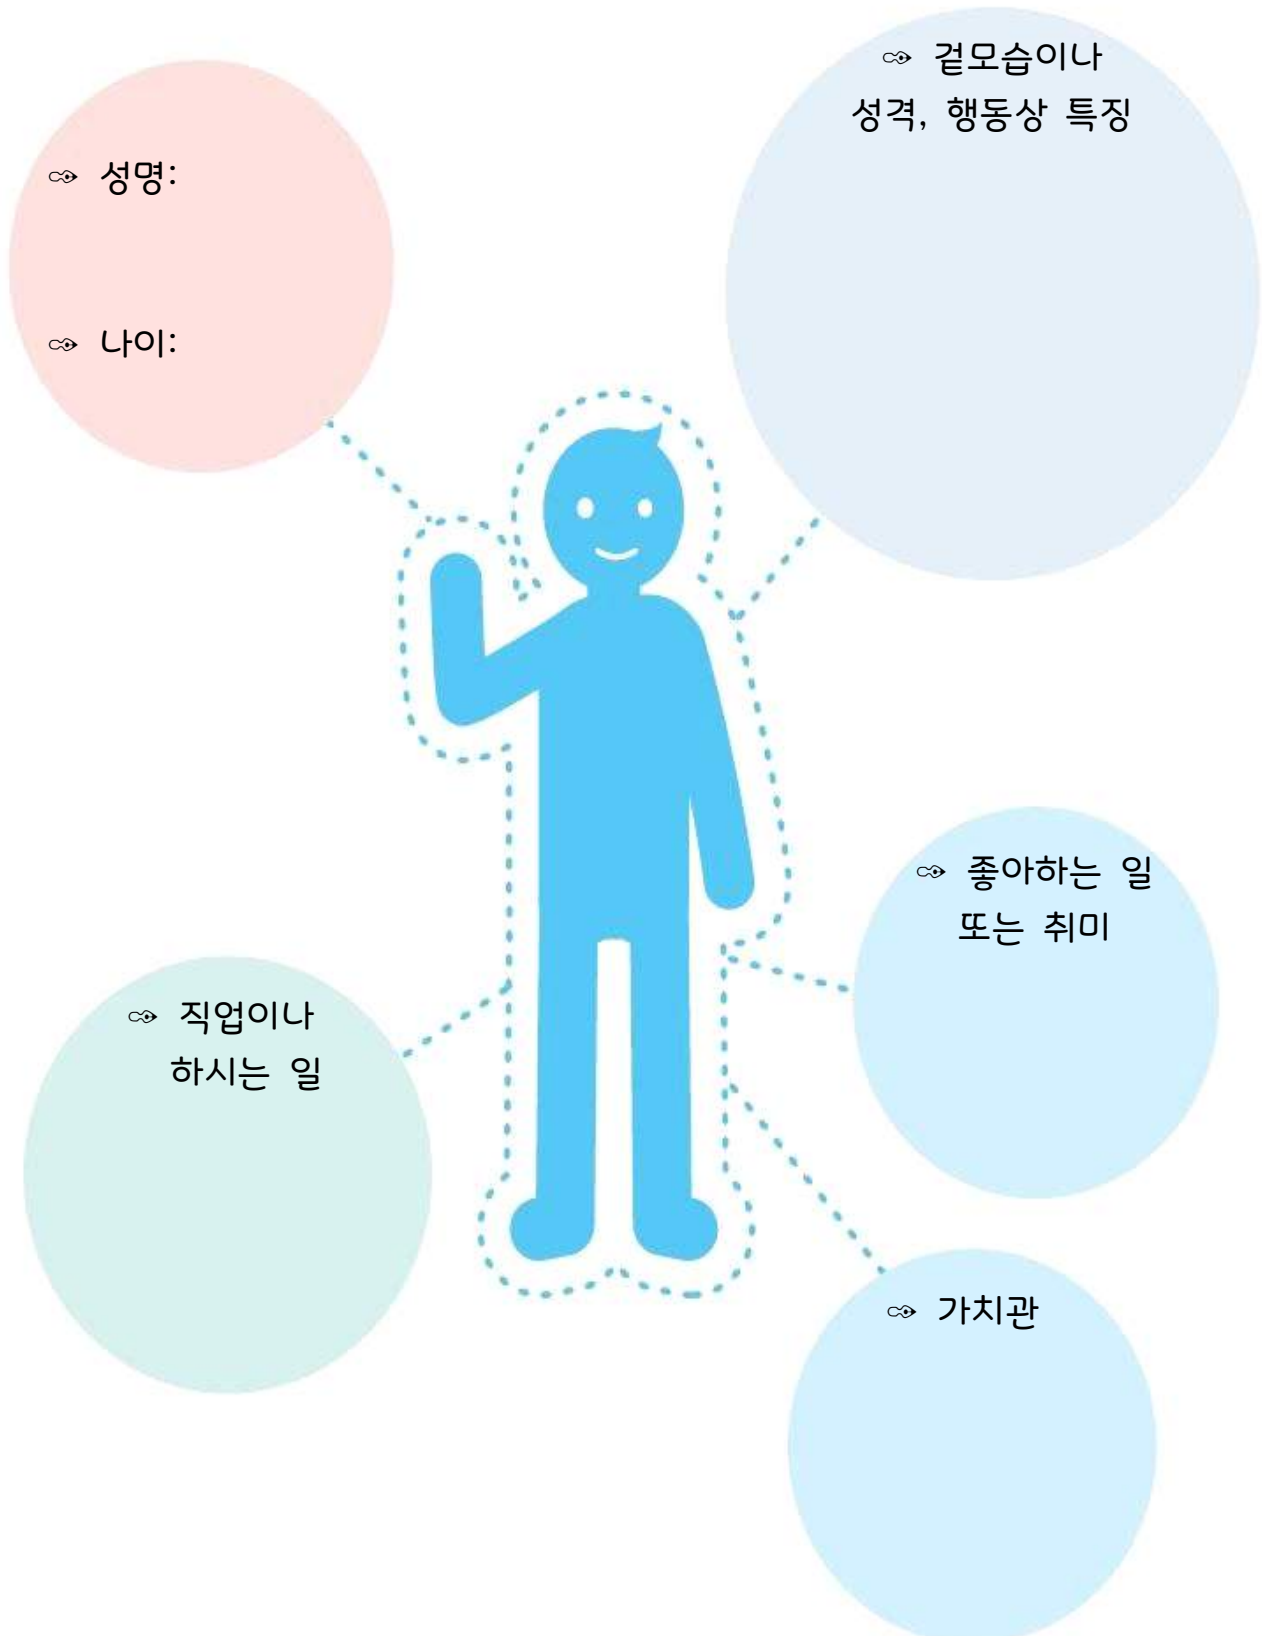 ✑ 성명:
✑ 나이:
✑ 겉모습이나
성격, 행동상 특징
✑ 좋아하는 일
또는 취미
✑ 직업이나
하시는 일
✑ 가치관